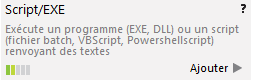 Script/EXE ?
Exécute un programme (EXE, DLL) ou un script
(fichier batch, VBScript, Powershellscript)
renvoyant des textes
Ajouter